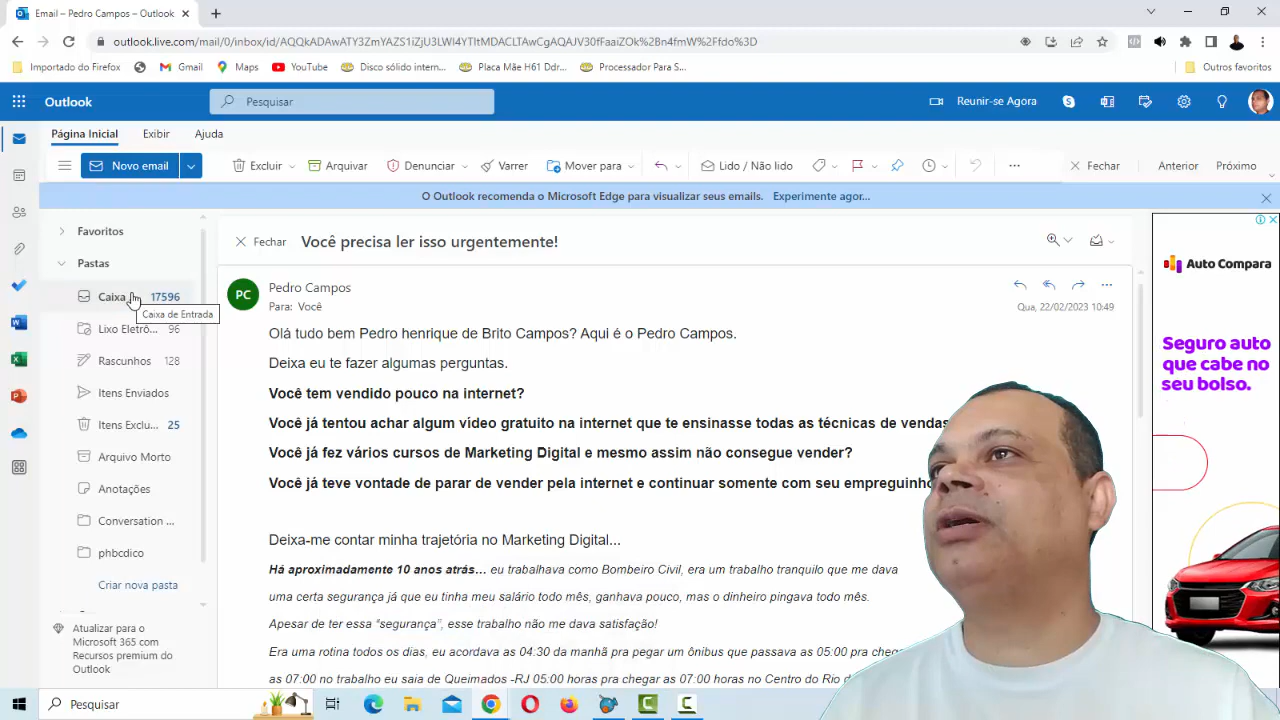 Email – Pedro Campos – Outlook
outlook.live.com/mail/0/inbox/id/AQQkADAwATY3ZmYAZS1iZjU3LWI4YTItMDACLTAwCgAQAJV30fFaaiZOk%2Bn4fmW%2Ffdo%3D
Importado do Firefox
Gmail
Maps
YouTube
Disco sólido intern...
Placa Mãe H61 Ddr...
Processador Para S...
Outros favoritos
Outlook
Pesquisar
Reunir-se Agora
Página Inicial
Exibir
Ajuda
Novo email
Excluir
Arquivar
Denunciar
Varrer
Mover para
Lido / Não lido
Fechar
Anterior
Próximo
O Outlook recomenda o Microsoft Edge para visualizar seus emails. Experimente agor...
Favoritos
Pastas
Caixa 17596
Caixa de Entrada
Lixo Eletrô... 96
Rascunhos 128
Itens Enviados
Itens Exclu... 25
Arquivo Morto
Anotações
Conversation ...
phbcdico
Criar nova pasta
Atualizar para o
Microsoft 365 com
Recursos premium do
Outlook
Fechar
Você precisa ler isso urgentemente!
PC
Pedro Campos
Para: Você
Qua, 22/02/2023 10:49
Olá tudo bem Pedro henrique de Brito Campos? Aqui é o Pedro Campos.
Deixa eu te fazer algumas perguntas.
Você tem vendido pouco na internet?
Você já tentou achar algum vídeo gratuito na internet que te ensinasse todas as técnicas de vendas
Você já fez vários cursos de Marketing Digital e mesmo assim não consegue vender?
Você já teve vontade de parar de vender pela internet e continuar somente com seu empreguinho
Deixa-me contar minha trajetória no Marketing Digital...
Há aproximadamente 10 anos atrás... eu trabalhava como Bombeiro Civil, era um trabalho tranquilo que me dava
uma certa segurança já que eu tinha meu salário todo mês, ganhava pouco, mas o dinheiro pingava todo mês.
Apesar de ter essa “segurança”, esse trabalho não me dava satisfação!
Era uma rotina todos os dias, eu acordava as 04:30 da manhã pra pegar um ônibus que passava as 05:00 pra che
as 07:00 no trabalho eu saia de Queimados -RJ 05:00 horas pra chegar as 07:00 horas no Centro do Rio d
Auto Compara
Seguro auto
que cabe no
seu bolso.
Pesquisar